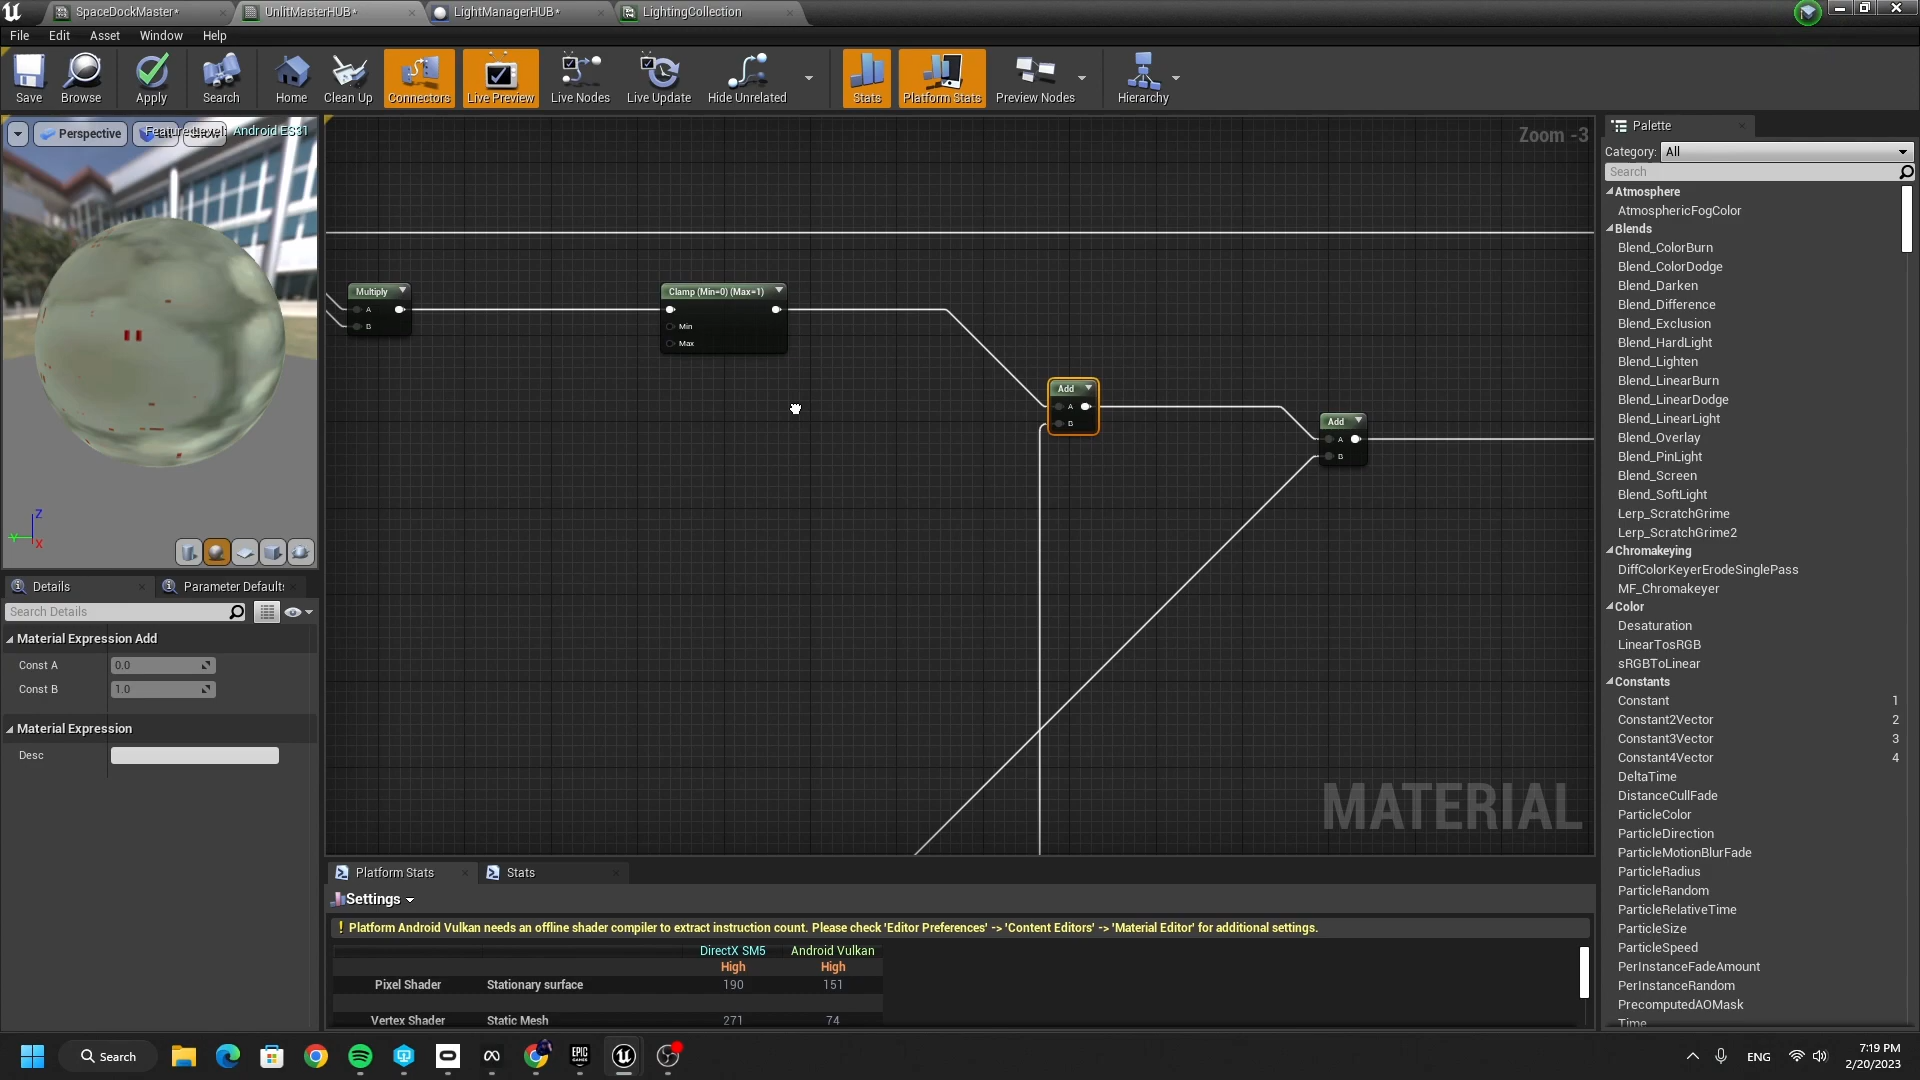 SpaceDockMaster*
UnlitMasterHUB*
LightManagerHUB*
LightingCollection
File Edit Asset Window Help
Save
Browse
Apply
Search
Home
Clean Up
Connectors
Live Preview
Live Nodes
Live Update
Hide Unrelated
Stats
Platform Stats
Preview Nodes
Hierarchy
Perspective
Android ES31
Z
Y
X
Details
Parameter Defaults
Search Details
Material Expression Add
Const A 0.0
Const B 1.0
Material Expression
Desc
Zoom -3
Multiply
A
B
Clamp (Min=0) (Max=1)
Min
Max
Add
A
B
Add
A
B
MATERIAL
Platform Stats
Stats
Settings
! Platform Android Vulkan needs an offline shader compiler to extract instruction count. Please check 'Editor Preferences' -> 'Content Editors' -> 'Material Editor' for additional settings.
DirectX SM5 Android Vulkan
High High
Pixel Shader Stationary surface 190 151
Vertex Shader Static Mesh 271 74
Palette
Category: All
Search
Atmosphere
AtmosphericFogColor
Blends
Blend_ColorBurn
Blend_ColorDodge
Blend_Darken
Blend_Difference
Blend_Exclusion
Blend_HardLight
Blend_Lighten
Blend_LinearBurn
Blend_LinearDodge
Blend_LinearLight
Blend_Overlay
Blend_PinLight
Blend_Screen
Blend_SoftLight
Lerp_ScratchGrime
Lerp_ScratchGrime2
Chromakeying
DiffColorKeyerErodeSinglePass
MF_Chromakeyer
Color
Desaturation
LinearTosRGB
sRGBToLinear
Constants
Constant 1
Constant2Vector 2
Constant3Vector 3
Constant4Vector 4
DeltaTime
DistanceCullFade
ParticleColor
ParticleDirection
ParticleMotionBlurFade
ParticleRadius
ParticleRandom
ParticleRelativeTime
ParticleSize
ParticleSpeed
PerInstanceFadeAmount
PerInstanceRandom
PrecomputedAOMask
Time
Search
EPIC GAMES
ENG
7:19 PM
2/20/2023